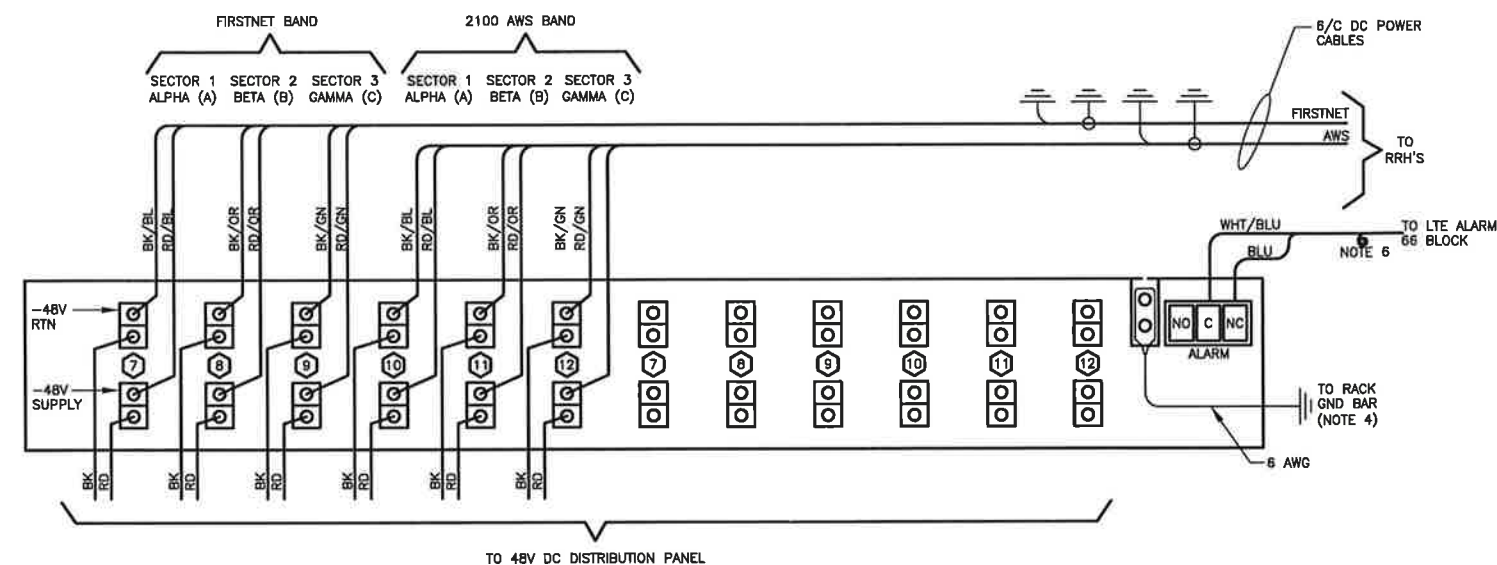 FIRSTNET BAND
2100 AWS BAND
6/C DC POWER
CABLES
SECTOR 1
ALPHA (A)
SECTOR 2
BETA (B)
SECTOR 3
GAMMA (C)
SECTOR 1
ALPHA (A)
SECTOR 2
BETA (B)
SECTOR 3
GAMMA (C)
FIRSTNET
AWS
TO
RRH'S
BK/BL
RD/BL
BK/OR
RD/OR
BK/GN
RD/GN
BK/BL
RD/BL
BK/OR
RD/OR
BK/GN
RD/GN
WHT/BLU
BLU
NOTE 6
TO LTE ALARM
66 BLOCK
-48V
RTN
NO
C
NC
ALARM
7
8
9
10
11
12
7
8
9
10
11
12
-48V
SUPPLY
TO RACK
GND BAR
(NOTE 4)
6 AWG
BK
RD
BK
RD
BK
RD
BK
RD
BK
RD
BK
RD
TO 48V DC DISTRIBUTION PANEL